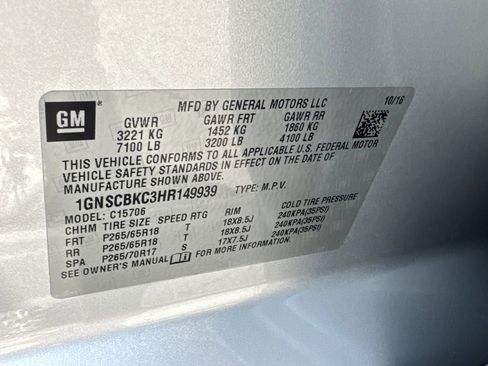 GM
MFD BY GENERAL MOTORS LLC 10/16
GVWR GAWR FRT GAWR RR
3221 KG 1452 KG 1860 KG
7100 LB 3200 LB 4100 LB
THIS VEHICLE CONFORMS TO ALL APPLICABLE U.S. FEDERAL MOTOR
VEHICLE SAFETY STANDARDS IN EFFECT ON THE DATE OF
MANUFACTURE SHOWN ABOVE.
1GNSCBKC3HR149939 TYPE: M.P.V.
MODEL: C15706
CHHM TIRE SIZE SPEED RTG RIM COLD TIRE PRESSURE
FRT P265/65R18 T 18X8.5J 240KPA(35PSI)
RR P265/65R18 T 18X8.5J 240KPA(35PSI)
SPA P265/70R17 S 17X7.5J 240KPA(35PSI)
SEE OWNER'S MANUAL FOR MORE INFORMATION.